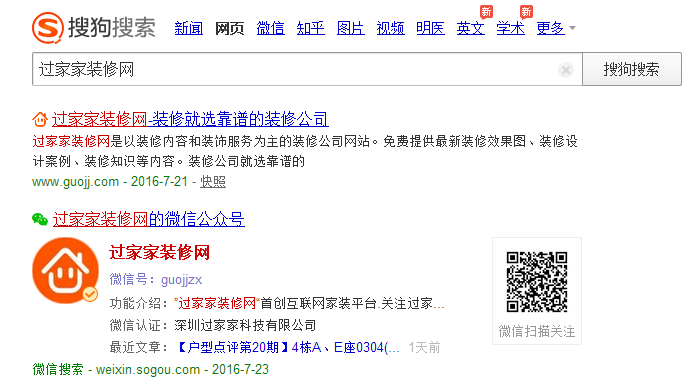 搜狗搜索 新闻 网页 微信 知乎 图片 视频 明医 英文 新 学术 新 更多
过家家装修网 搜狗搜索
过家家装修网-装修就选靠谱的装修公司
过家家装修网是以装修内容和装饰服务为主的装修公司网站。免费提供最新装修效果图、装修设
计案例、装修知识等内容。装修公司就选靠谱的
www.guojj.com - 2016-7-21 - 快照
过家家装修网的微信公众号
过家家装修网
微信号：guojjzx
功能介绍："过家家装修网"首创互联网家装平台.关注过家...
微信认证：深圳过家家科技有限公司
最近文章：【户型点评第20期】4栋A、E座0304(... 1天前
微信扫描关注
微信搜索 - weixin.sogou.com - 2016-7-23